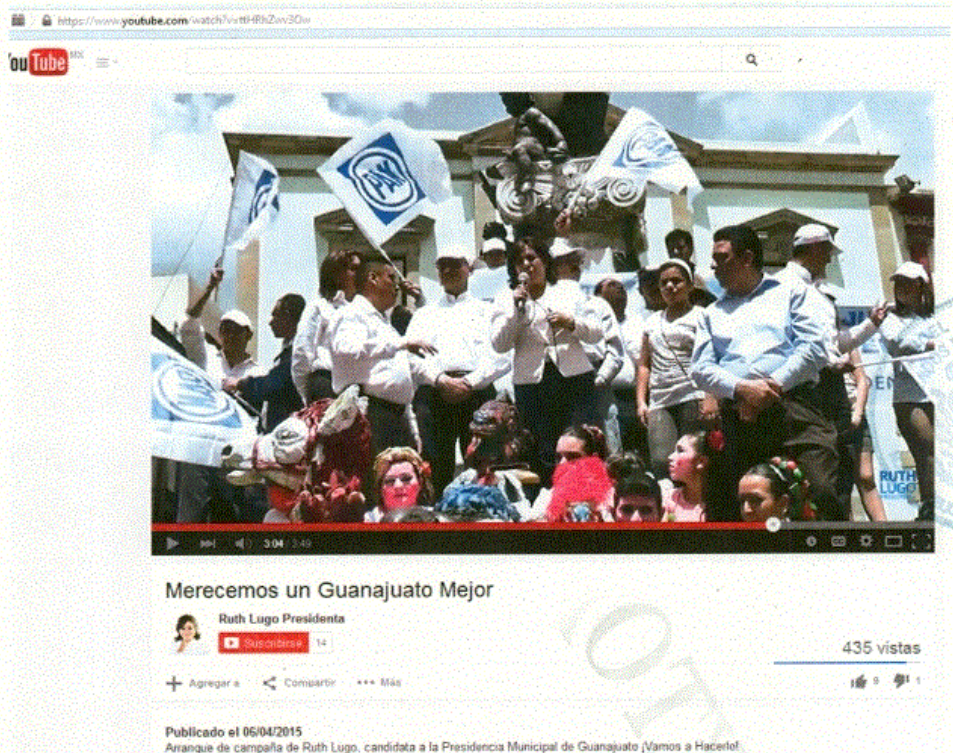 https://www.youtube.com/watch?v=
YouTube MX
PAN
RUTH
LUGO
3:04 / 3:49
Merecemos un Guanajuato Mejor
Ruth Lugo Presidenta
Suscribirse 14
435 vistas
Agregar a Compartir Más
9 1
Publicado el 06/04/2015
Arranque de campaña de Ruth Lugo, candidata a la Presidencia Municipal de Guanajuato ¡Vamos a Hacerlo!